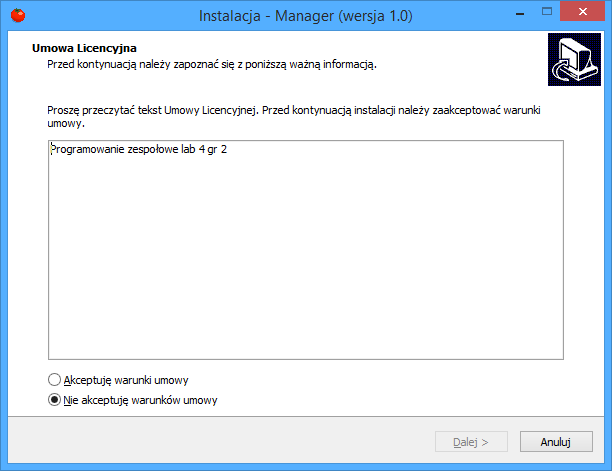 Instalacja - Manager (wersja 1.0)
Umowa Licencyjna
Przed kontynuacją należy zapoznać się z poniższą ważną informacją.
Proszę przeczytać tekst Umowy Licencyjnej. Przed kontynuacją instalacji należy zaakceptować warunki
umowy.
Programowanie zespołowe lab 4 gr 2
Akceptuję warunki umowy
Nie akceptuję warunków umowy
Dalej >
Anuluj